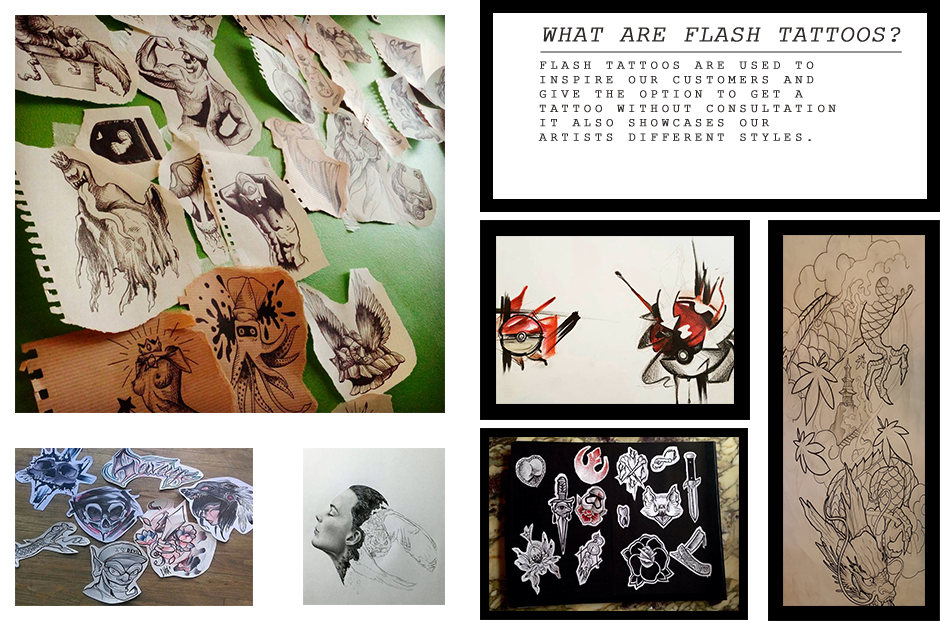 WHAT ARE FLASH TATTOOS?
FLASH TATTOOS ARE USED TO
INSPIRE OUR CUSTOMERS AND
GIVE THE OPTION TO GET A
TATTOO WITHOUT CONSULTATION
IT ALSO SHOWCASES OUR
ARTISTS DIFFERENT STYLES.